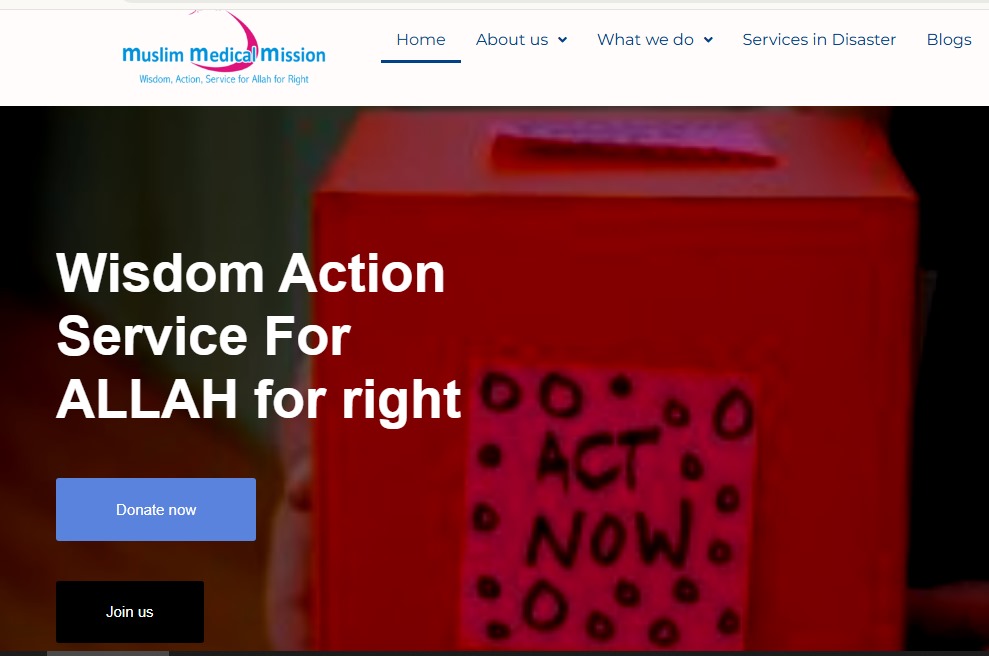 Muslim Medical Mission
Wisdom, Action, Service for Allah for Right
Home
About us
What we do
Services in Disaster
Blogs
Wisdom Action
Service For
ALLAH for right
Donate now
Join us
ACT
NOW